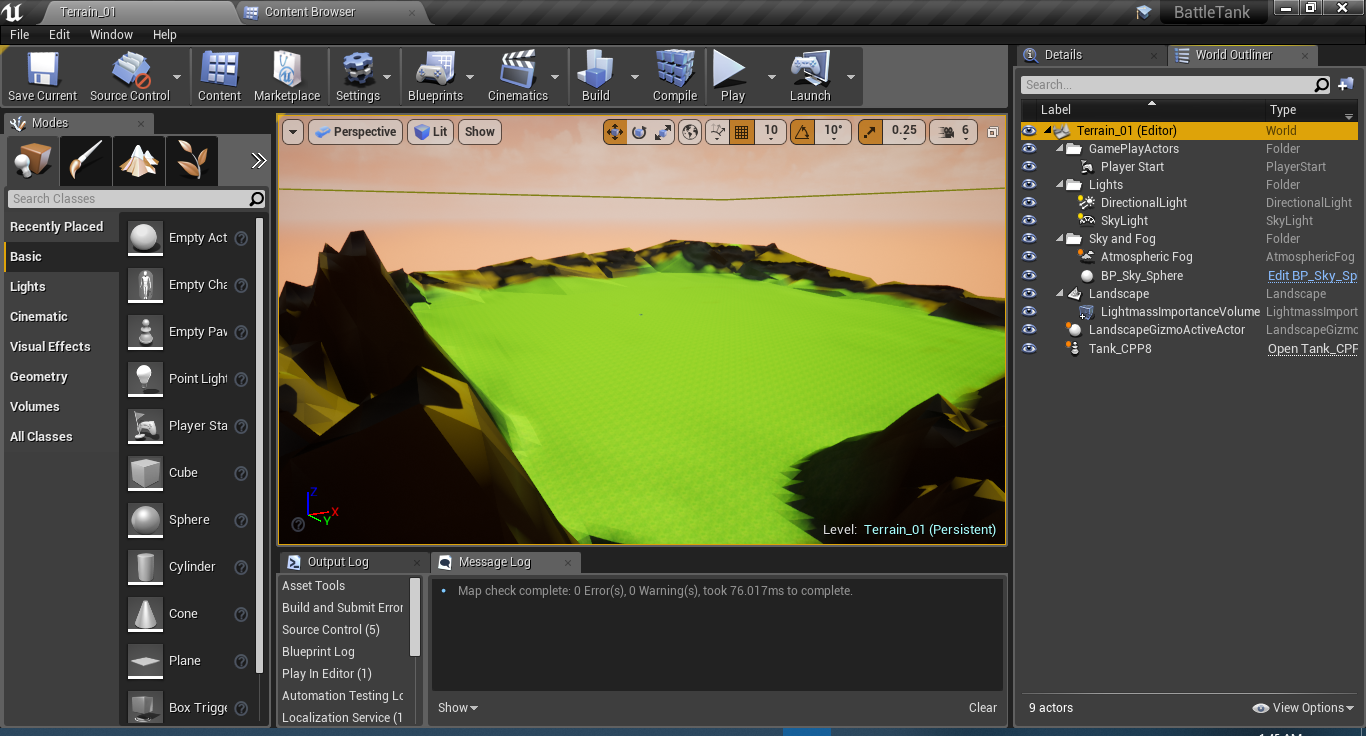 Terrain_01
Content Browser
BattleTank
File Edit Window Help
Save Current
Source Control
Content
Marketplace
Settings
Blueprints
Cinematics
Build
Compile
Play
Launch
Modes
Search Classes
Recently Placed
Basic
Lights
Cinematic
Visual Effects
Geometry
Volumes
All Classes
Empty Act
Empty Cha
Empty Paw
Point Light
Player Sta
Cube
Sphere
Cylinder
Cone
Plane
Box Trigge
Perspective
Lit
Show
10
10°
0.25
6
Z
X
Y
Level: Terrain_01 (Persistent)
Output Log
Message Log
Asset Tools
Build and Submit Error
Source Control (5)
Blueprint Log
Play In Editor (1)
Automation Testing Lo
Localization Service (1
• Map check complete: 0 Error(s), 0 Warning(s), took 76.017ms to complete.
Show
Clear
Details
World Outliner
Search...
Label Type
Terrain_01 (Editor) World
GamePlayActors Folder
Player Start PlayerStart
Lights Folder
DirectionalLight DirectionalLight
SkyLight SkyLight
Sky and Fog Folder
Atmospheric Fog AtmosphericFog
BP_Sky_Sphere Edit BP_Sky_Sp
Landscape Landscape
LightmassImportanceVolume LightmassImport
LandscapeGizmoActiveActor LandscapeGizmo
Tank_CPP8 Open Tank_CPP
9 actors
View Options